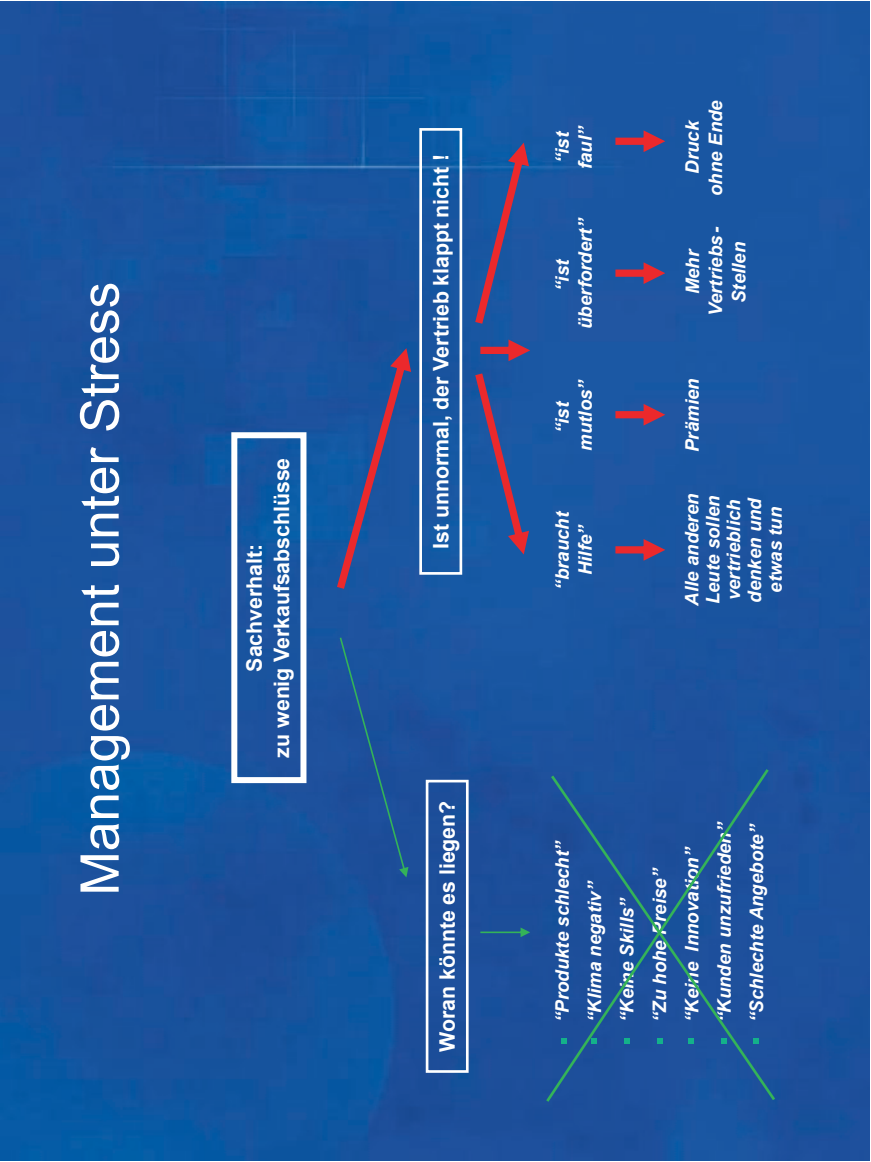 Management unter Stress
Sachverhalt:
zu wenig Verkaufsabschlüsse
Woran könnte es liegen?
“Produkte schlecht”
“Klima negativ”
“Keine Skills”
“Zu hohe Preise”
“Keine Innovation”
“Kunden unzufrieden”
“Schlechte Angebote”
Ist unnormal, der Vertrieb klappt nicht !
“braucht
Hilfe”
“ist
mutlos”
“ist
überfordert”
“ist
faul”
Alle anderen
Leute sollen
vertrieblich
denken und
etwas tun
Prämien
Mehr
Vertriebs -
Stellen
Druck
ohne Ende